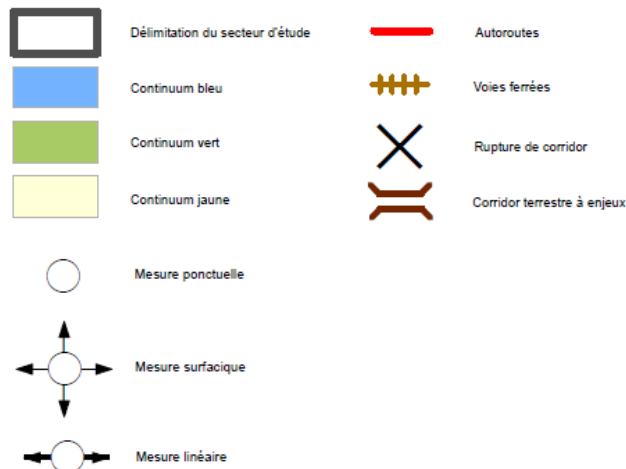 Délimitation du secteur d'étude
Continuum bleu
Continuum vert
Continuum jaune
Mesure ponctuelle
Mesure surfacique
Mesure linéaire
Autoroutes
Voies ferrées
Rupture de corridor
Corridor terrestre à enjeux